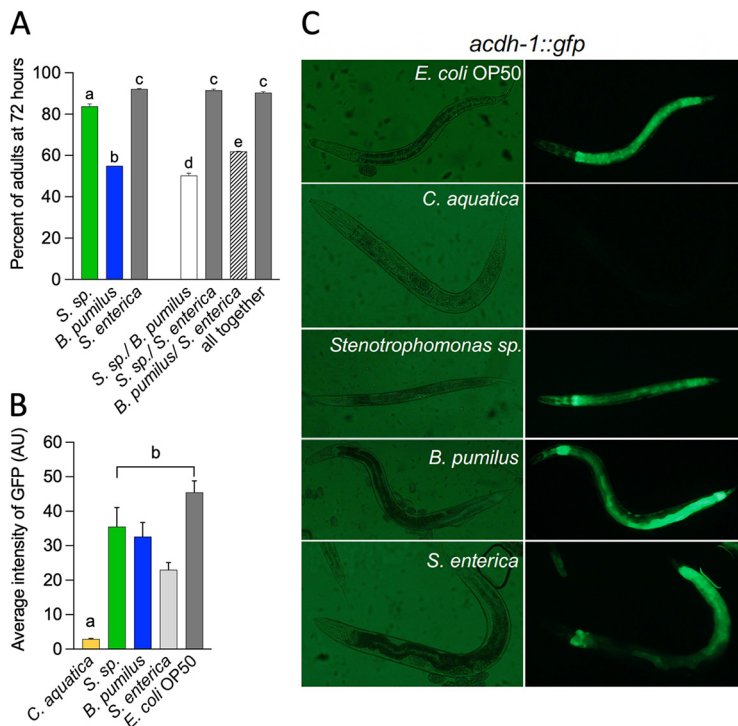 A
Percent of adults at 72 hours
100
80
60
40
20
0
a
b
c
d
c
e
c
S. sp.
B. pumilus
S. enterica
S. sp./ B. pumilus
S. sp./ S. enterica
B. pumilus/ S. enterica
all together
B
Average intensity of GFP (AU)
60
50
40
30
20
10
0
a
b
C. aquatica
S. sp.
B. pumilus
S. enterica
E. coli OP50
C
acdh-1::gfp
E. coli OP50
C. aquatica
Stenotrophomonas sp.
B. pumilus
S. enterica